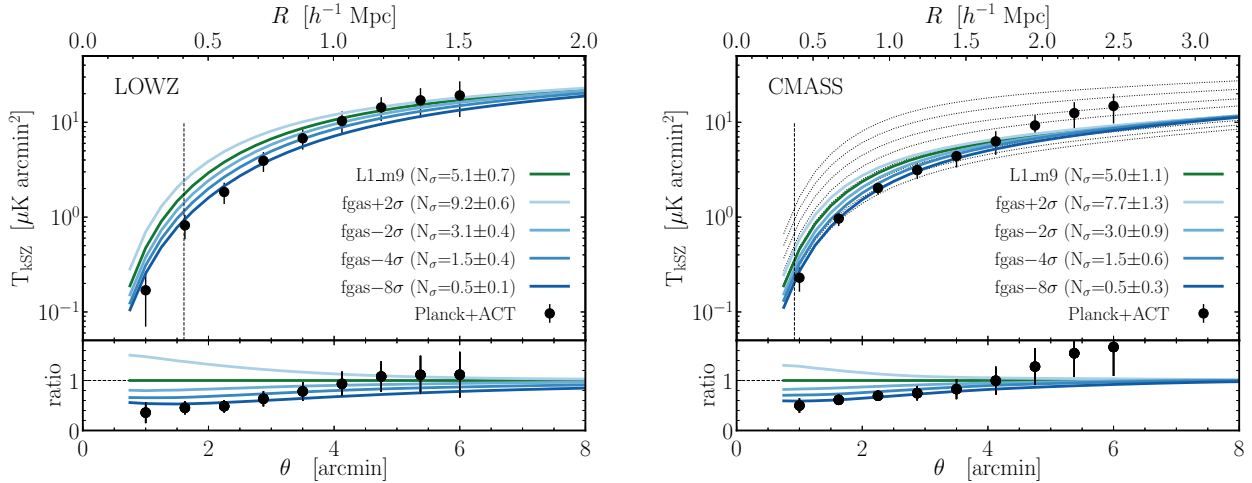 R [h⁻¹ Mpc]
0.0 0.5 1.0 1.5 2.0
LOWZ
T_kSZ [μK arcmin²]
10¹
10⁰
10⁻¹
L1_m9 (N_σ=5.1±0.7)
fgas+2σ (N_σ=9.2±0.6)
fgas−2σ (N_σ=3.1±0.4)
fgas−4σ (N_σ=1.5±0.4)
fgas−8σ (N_σ=0.5±0.1)
Planck+ACT
ratio
1
0
0 2 4 6 8
θ [arcmin]
R [h⁻¹ Mpc]
0.0 0.6 1.2 1.8 2.4 3.0
CMASS
T_kSZ [μK arcmin²]
10¹
10⁰
10⁻¹
L1_m9 (N_σ=5.0±1.1)
fgas+2σ (N_σ=7.7±1.3)
fgas−2σ (N_σ=3.0±0.9)
fgas−4σ (N_σ=1.5±0.6)
fgas−8σ (N_σ=0.5±0.3)
Planck+ACT
ratio
1
0
0 2 4 6 8
θ [arcmin]